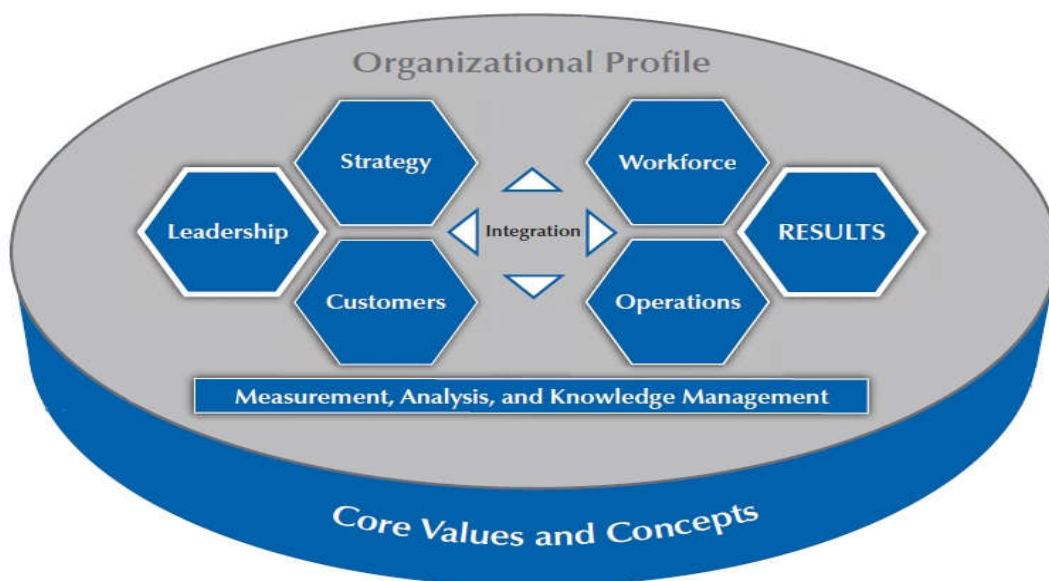 Organizational Profile
Strategy
Workforce
Leadership
Integration
RESULTS
Customers
Operations
Measurement, Analysis, and Knowledge Management
Core Values and Concepts